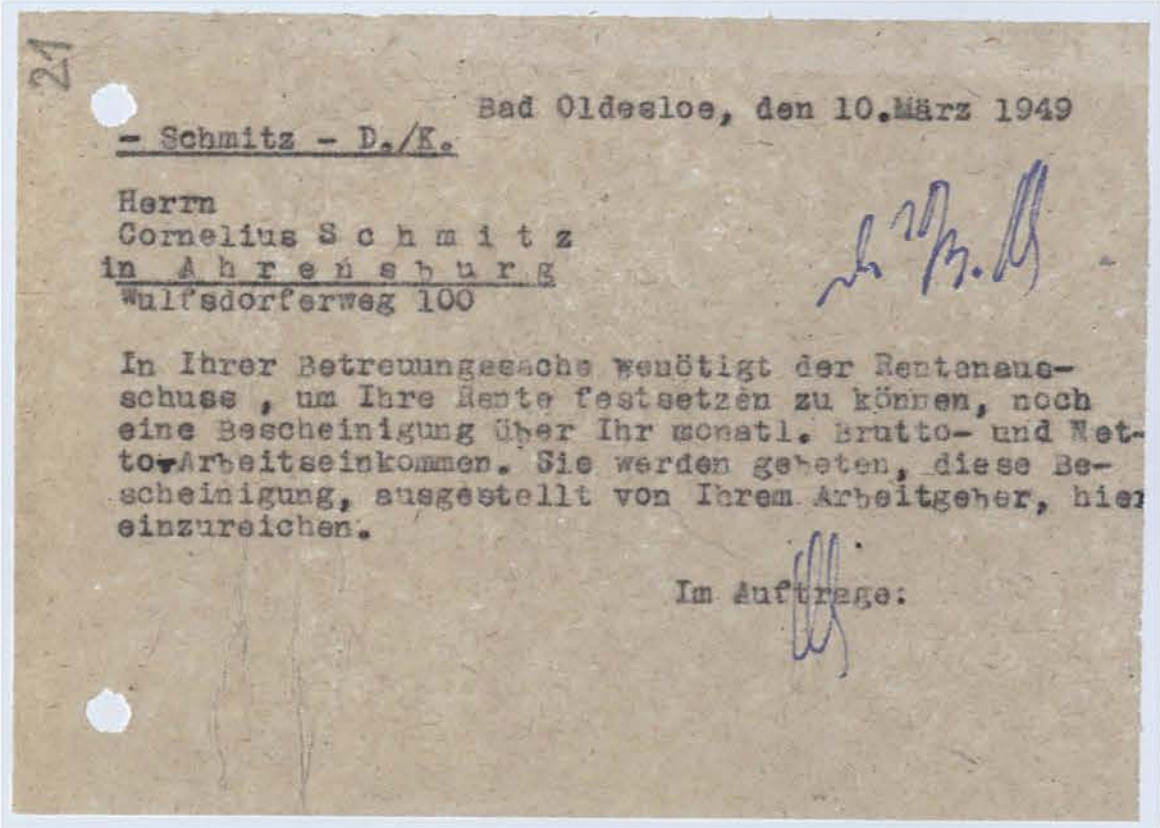 21
Bad Oldesloe, den 10.März 1949
- Schmitz - D./K.
Herrn
Cornelius S c h m i t z
in A h r e n s b u r g
Wulfsdorferweg 100
In Ihrer Betreuungssache weuötigt der Rentenaus-
schuss , um Ihre Rente festsetzen zu können, noch
eine Bescheinigung über Ihr monatl. Brutto- und Net-
to-Arbeitseinkommen. Sie werden gebeten, diese Be-
scheinigung, ausgestellt von Ihrem Arbeitgeber, hier
einzureichen.
Im Auftrage: